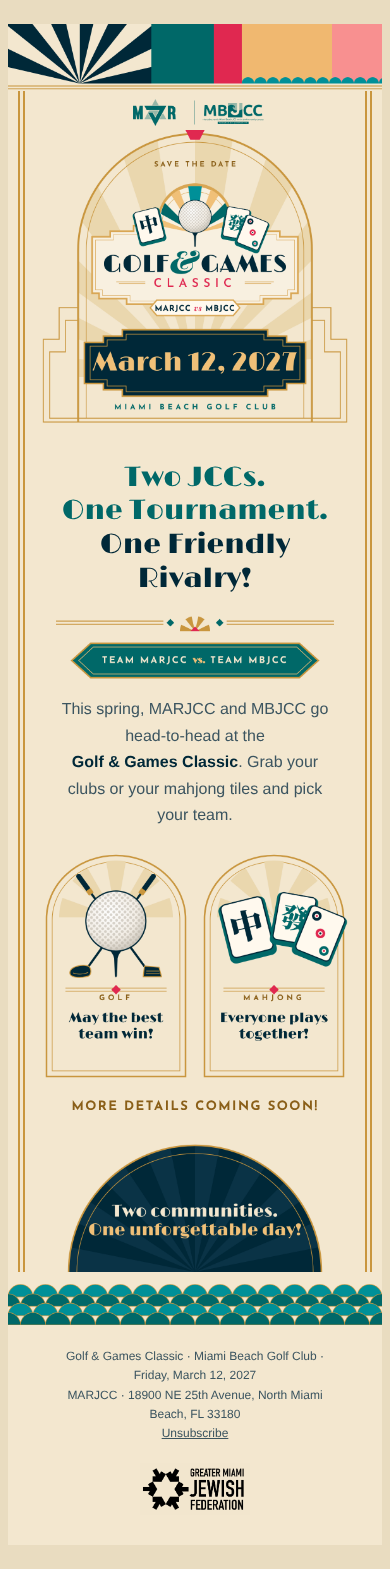 MAR
MBJCC
SAVE THE DATE
中
發
GOLF & GAMES
CLASSIC
MARJCC vs MBJCC
March 12, 2027
MIAMI BEACH GOLF CLUB
Two JCCs.
One Tournament.
One Friendly
Rivalry!
TEAM MARJCC vs. TEAM MBJCC
This spring, MARJCC and MBJCC go
head-to-head at the
Golf & Games Classic. Grab your
clubs or your mahjong tiles and pick
your team.
中
發
GOLF
May the best
team win!
MAHJONG
Everyone plays
together!
MORE DETAILS COMING SOON!
Two communities.
One unforgettable day!
Golf & Games Classic · Miami Beach Golf Club ·
Friday, March 12, 2027
MARJCC · 18900 NE 25th Avenue, North Miami
Beach, FL 33180
Unsubscribe
GREATER MIAMI
JEWISH
FEDERATION